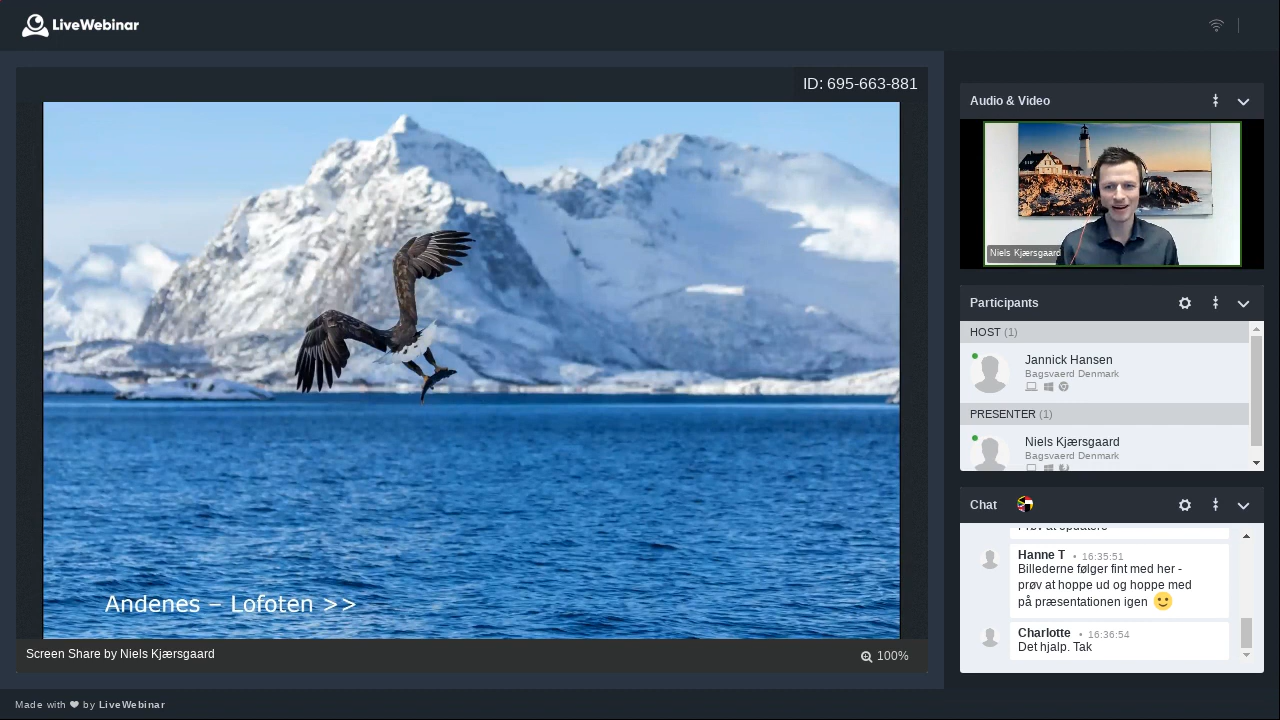 LiveWebinar
ID: 695-663-881
Andenes – Lofoten >>
Screen Share by Niels Kjærsgaard
100%
Audio & Video
Niels Kjærsgaard
Participants
HOST (1)
Jannick Hansen
Bagsvaerd Denmark
PRESENTER (1)
Niels Kjærsgaard
Bagsvaerd Denmark
Chat
Prøv at opdatere
Hanne T • 16:35:51
Billederne følger fint med her -
prøv at hoppe ud og hoppe med
på præsentationen igen
Charlotte • 16:36:54
Det hjalp. Tak
Made with ❤ by LiveWebinar